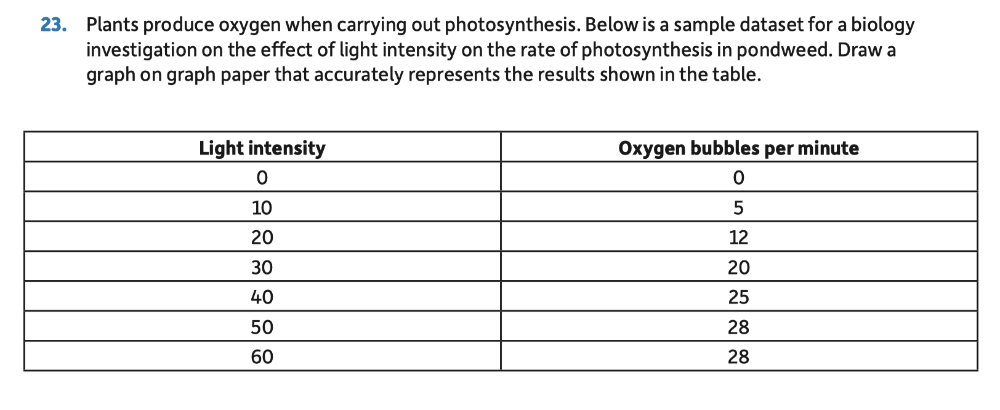 23. Plants produce oxygen when carrying out photosynthesis. Below is a sample dataset for a biology
investigation on the effect of light intensity on the rate of photosynthesis in pondweed. Draw a
graph on graph paper that accurately represents the results shown in the table.
Light intensity Oxygen bubbles per minute
0 0
10 5
20 12
30 20
40 25
50 28
60 28